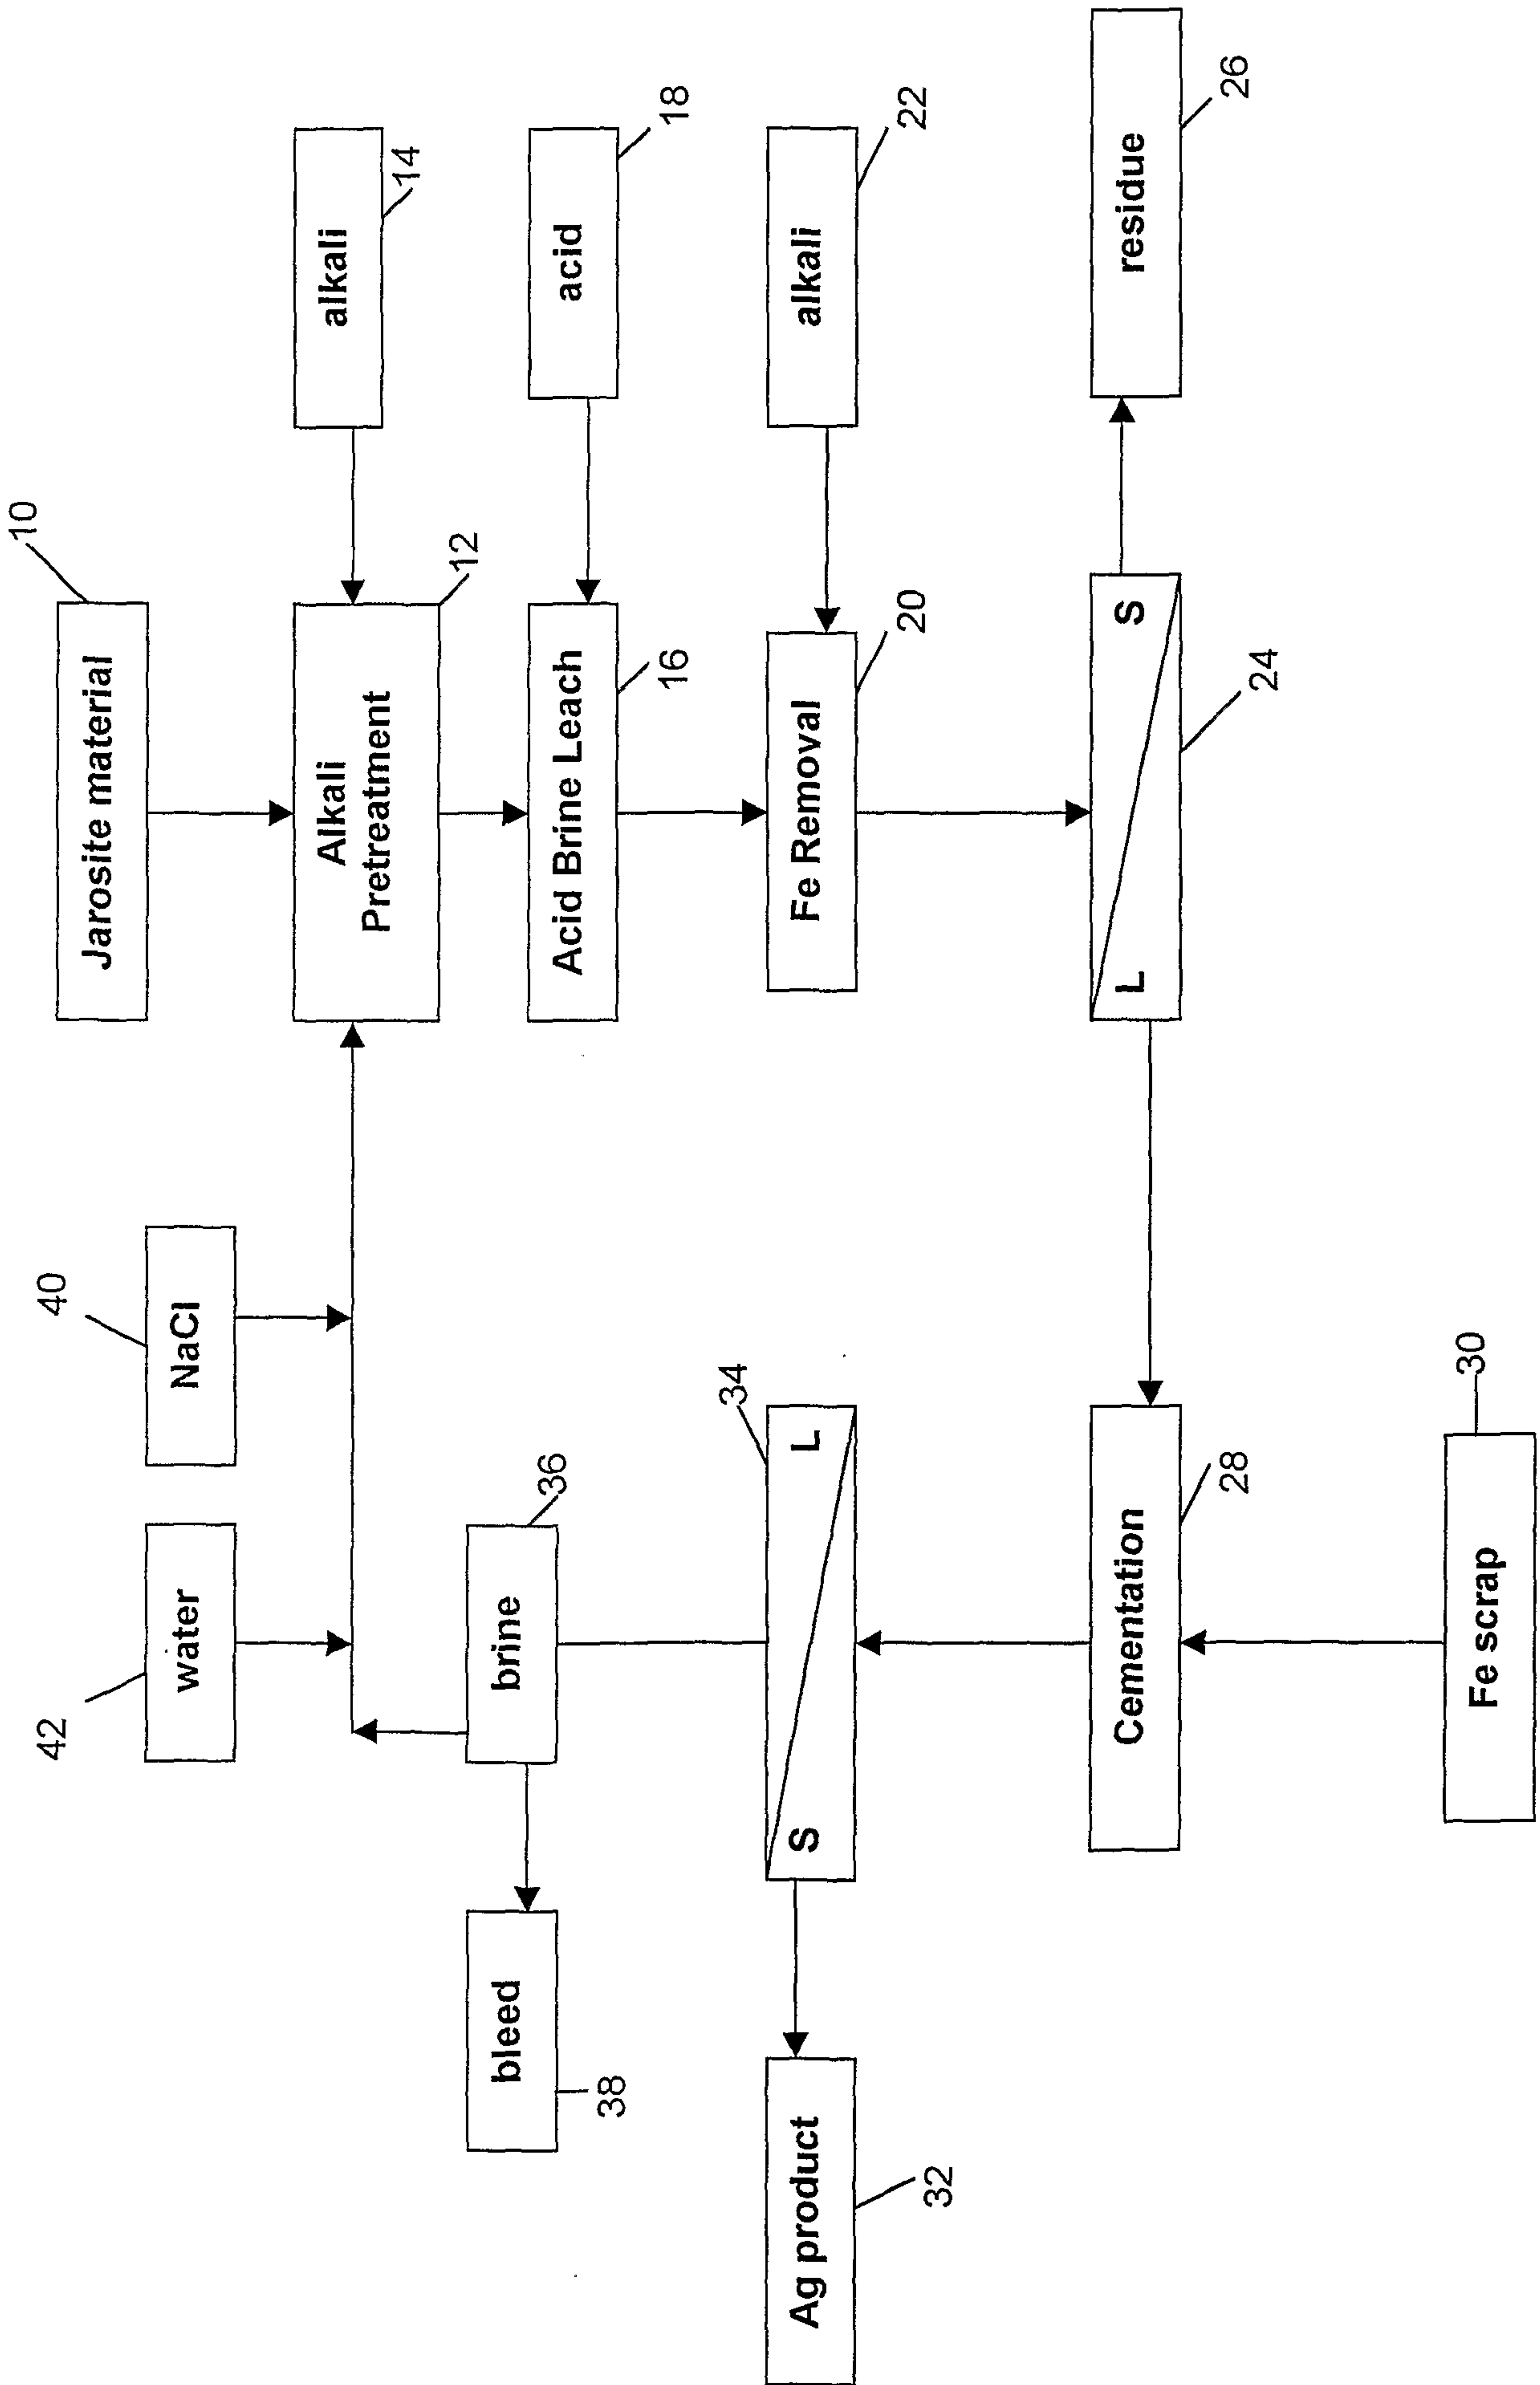 10
Jarosite material
42
water
40
NaCl
Alkali
Pretreatment
12
alkali
14
bleed
38
brine
36
Acid Brine Leach
16
acid
18
Ag product
32
S
L
34
Fe Removal
20
alkali
22
Cementation
28
L
S
24
residue
26
Fe scrap
30